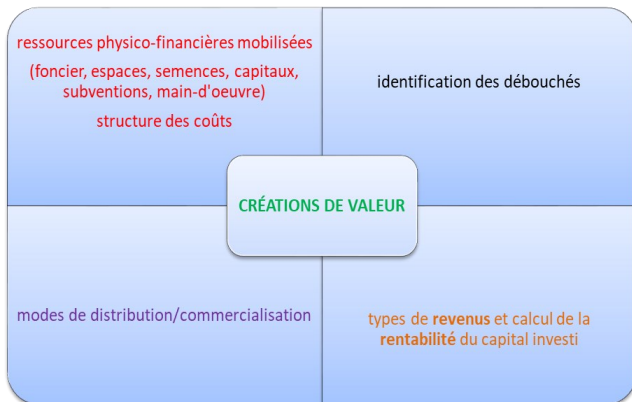 ressources physico-financières mobilisées
(foncier, espaces, semences, capitaux,
subventions, main-d'oeuvre)
structure des coûts
identification des débouchés
CRÉATIONS DE VALEUR
modes de distribution/commercialisation
types de revenus et calcul de la
rentabilité du capital investi